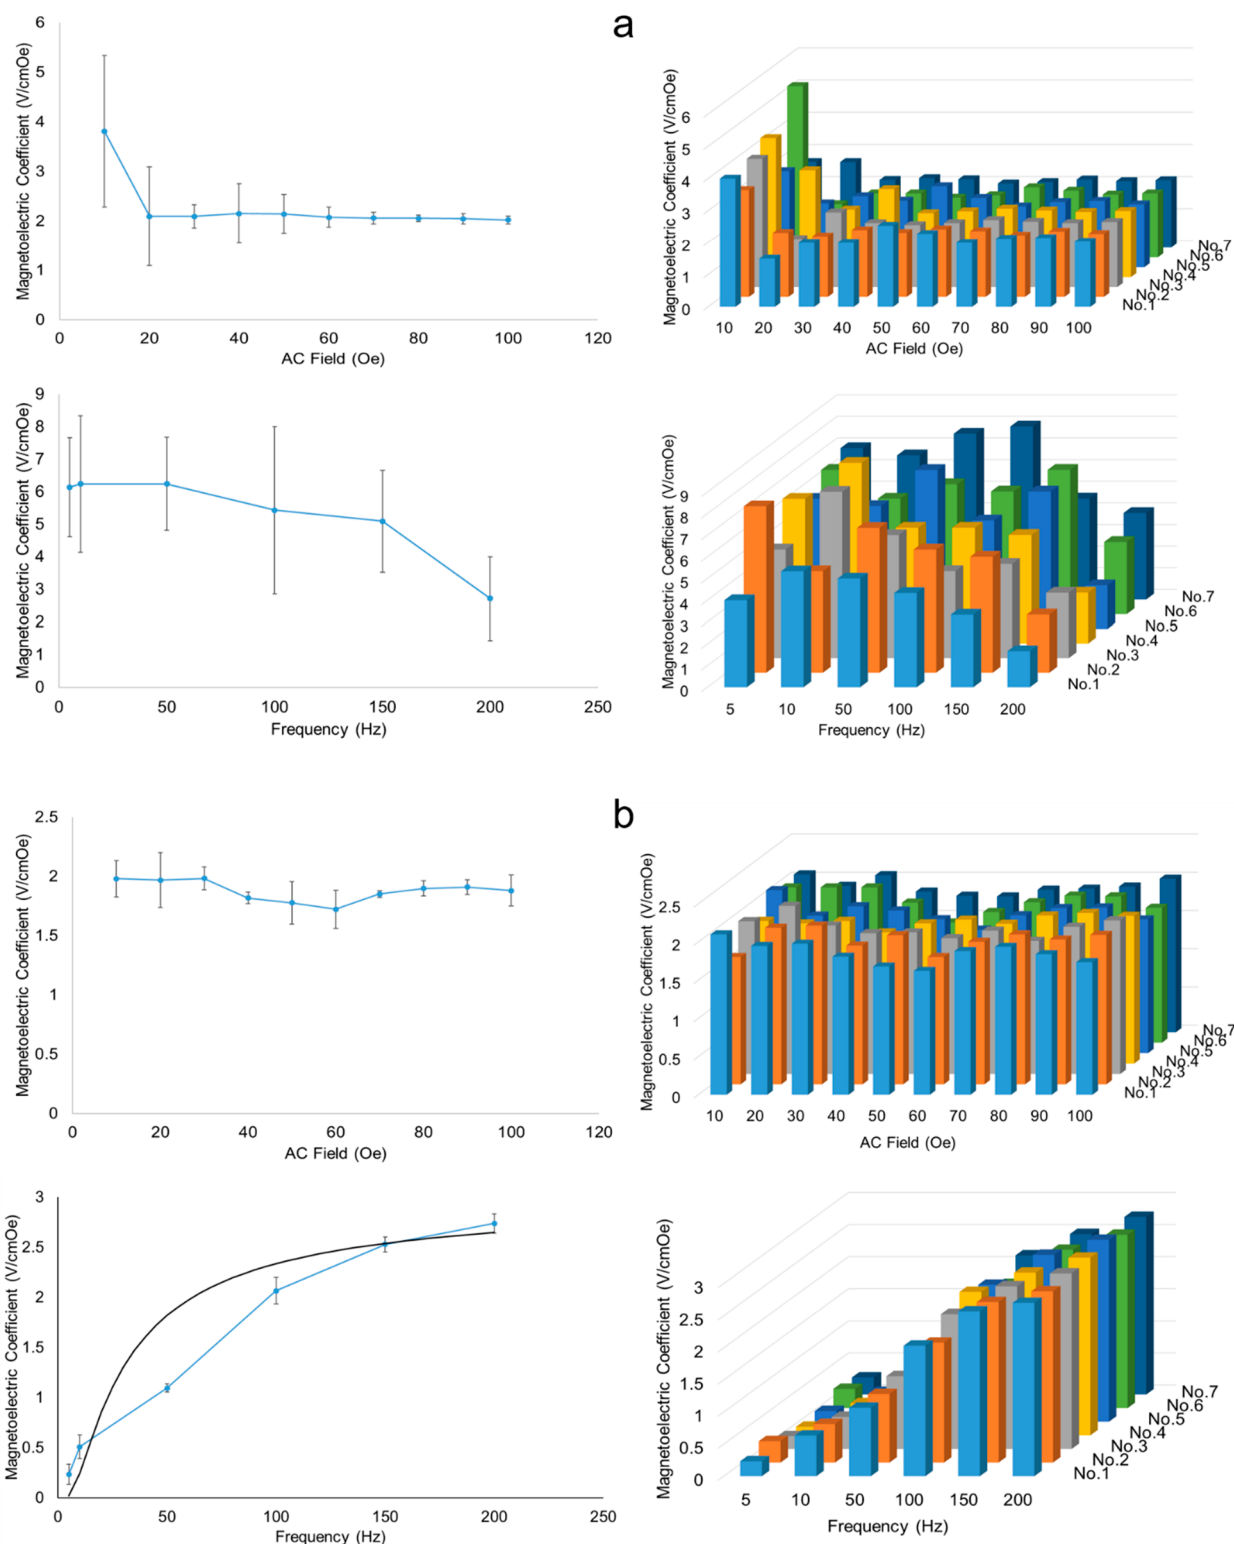 a
Magnetoelectric Coefficient (V/cmOe)
6
5
4
3
2
1
0
0 20 40 60 80 100 120
AC Field (Oe)
Magnetoelectric Coefficient (V/cmOe)
6
5
4
3
2
1
0
10 20 30 40 50 60 70 80 90 100
AC Field (Oe)
No.7
No.6
No.5
No.4
No.3
No.2
No.1
Magnetoelectric Coefficient (V/cmOe)
9
8
7
6
5
4
3
2
1
0
0 50 100 150 200 250
Frequency (Hz)
Magnetoelectric Coefficient (V/cmOe)
9
8
7
6
5
4
3
2
1
0
5 10 50 100 150 200
Frequency (Hz)
No.7
No.6
No.5
No.4
No.3
No.2
No.1
b
Magnetoelectric Coefficient (V/cmOe)
2.5
2
1.5
1
0.5
0
0 20 40 60 80 100 120
AC Field (Oe)
Magnetoelectric Coefficient (V/cmOe)
2.5
2
1.5
1
0.5
0
10 20 30 40 50 60 70 80 90 100
AC Field (Oe)
No.7
No.6
No.5
No.4
No.3
No.2
No.1
Magnetoelectric Coefficient (V/cmOe)
3
2.5
2
1.5
1
0.5
0
0 50 100 150 200 250
Frequency (Hz)
Magnetoelectric Coefficient (V/cmOe)
3
2.5
2
1.5
1
0.5
0
5 10 50 100 150 200
Frequency (Hz)
No.7
No.6
No.5
No.4
No.3
No.2
No.1